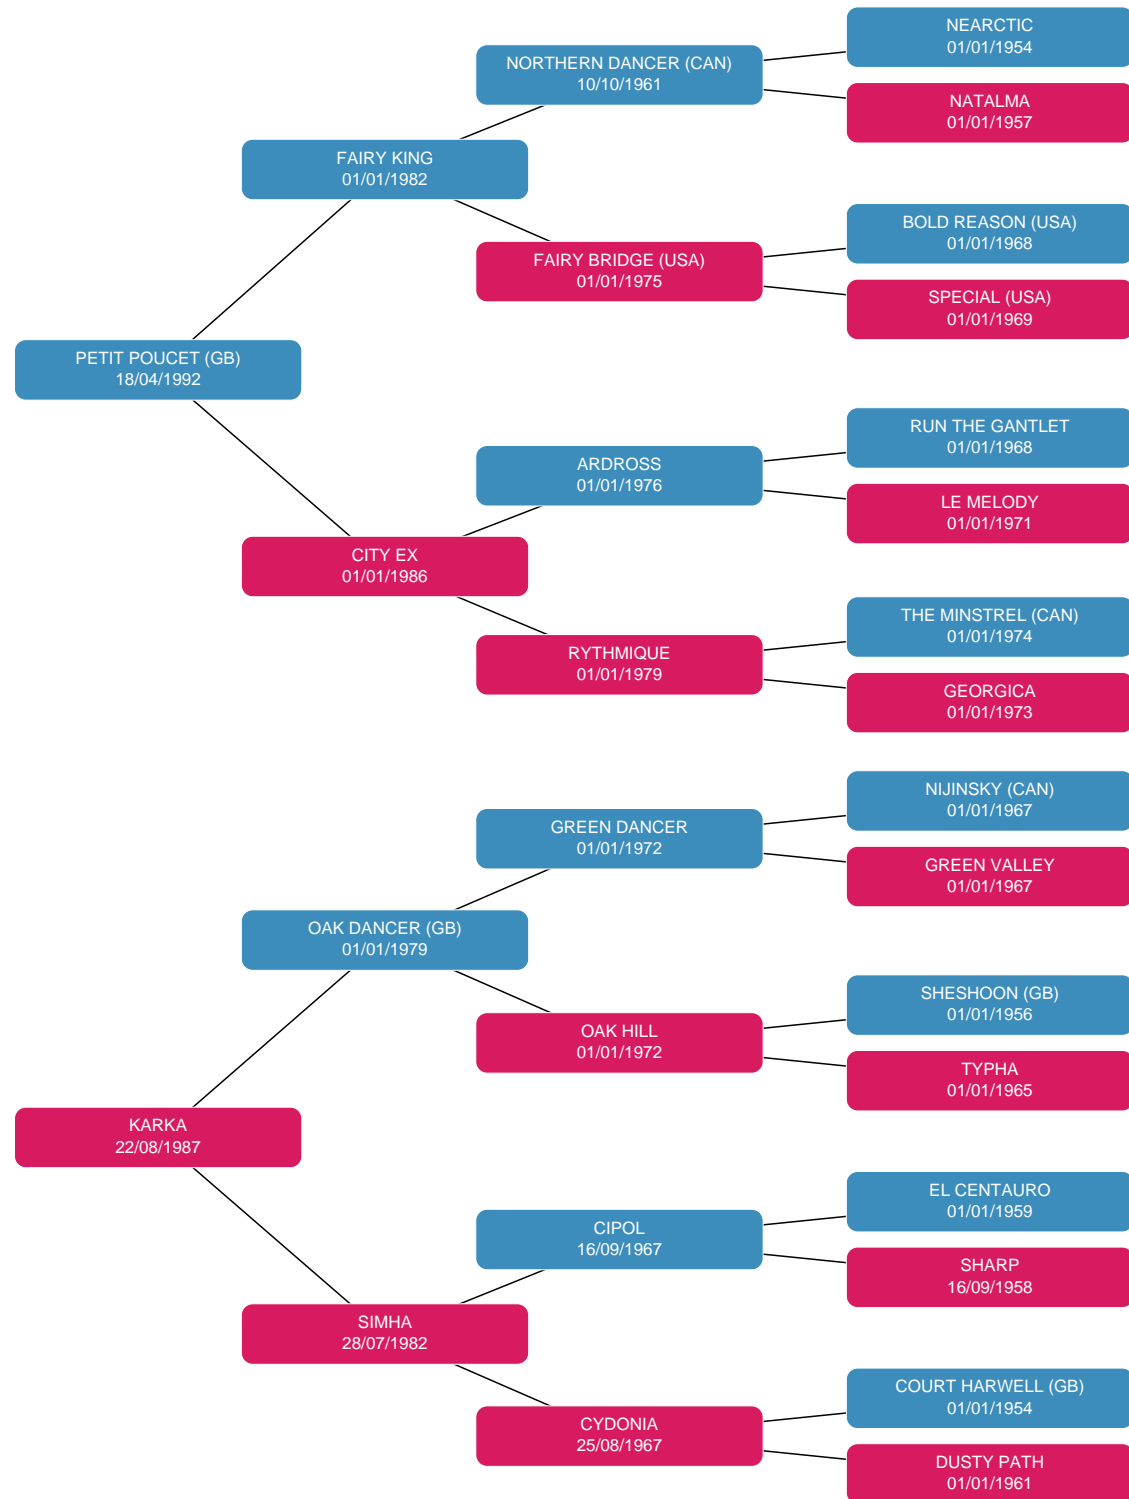 NEARCTIC
01/01/1954
NORTHERN DANCER (CAN)
10/10/1961
NATALMA
01/01/1957
FAIRY KING
01/01/1982
BOLD REASON (USA)
01/01/1968
FAIRY BRIDGE (USA)
01/01/1975
SPECIAL (USA)
01/01/1969
PETIT POUCET (GB)
18/04/1992
RUN THE GANTLET
01/01/1968
ARDROSS
01/01/1976
LE MELODY
01/01/1971
CITY EX
01/01/1986
THE MINSTREL (CAN)
01/01/1974
RYTHMIQUE
01/01/1979
GEORGICA
01/01/1973
NIJINSKY (CAN)
01/01/1967
GREEN DANCER
01/01/1972
GREEN VALLEY
01/01/1967
OAK DANCER (GB)
01/01/1979
SHESHOON (GB)
01/01/1956
OAK HILL
01/01/1972
TYPHA
01/01/1965
KARKA
22/08/1987
EL CENTAURO
01/01/1959
CIPOL
16/09/1967
SHARP
16/09/1958
SIMHA
28/07/1982
COURT HARWELL (GB)
01/01/1954
CYDONIA
25/08/1967
DUSTY PATH
01/01/1961